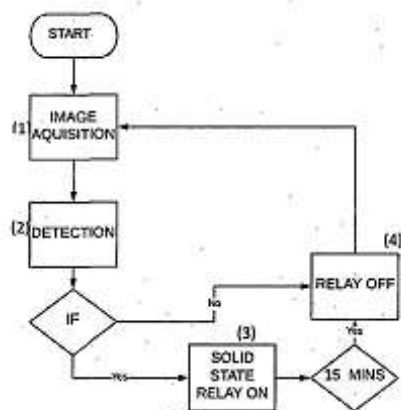 START
(1)
IMAGE
AQUISITION
(2)
DETECTION
(4)
RELAY OFF
No
IF
(3)
Yes
SOLID
STATE
RELAY ON
Yes
15 MINS